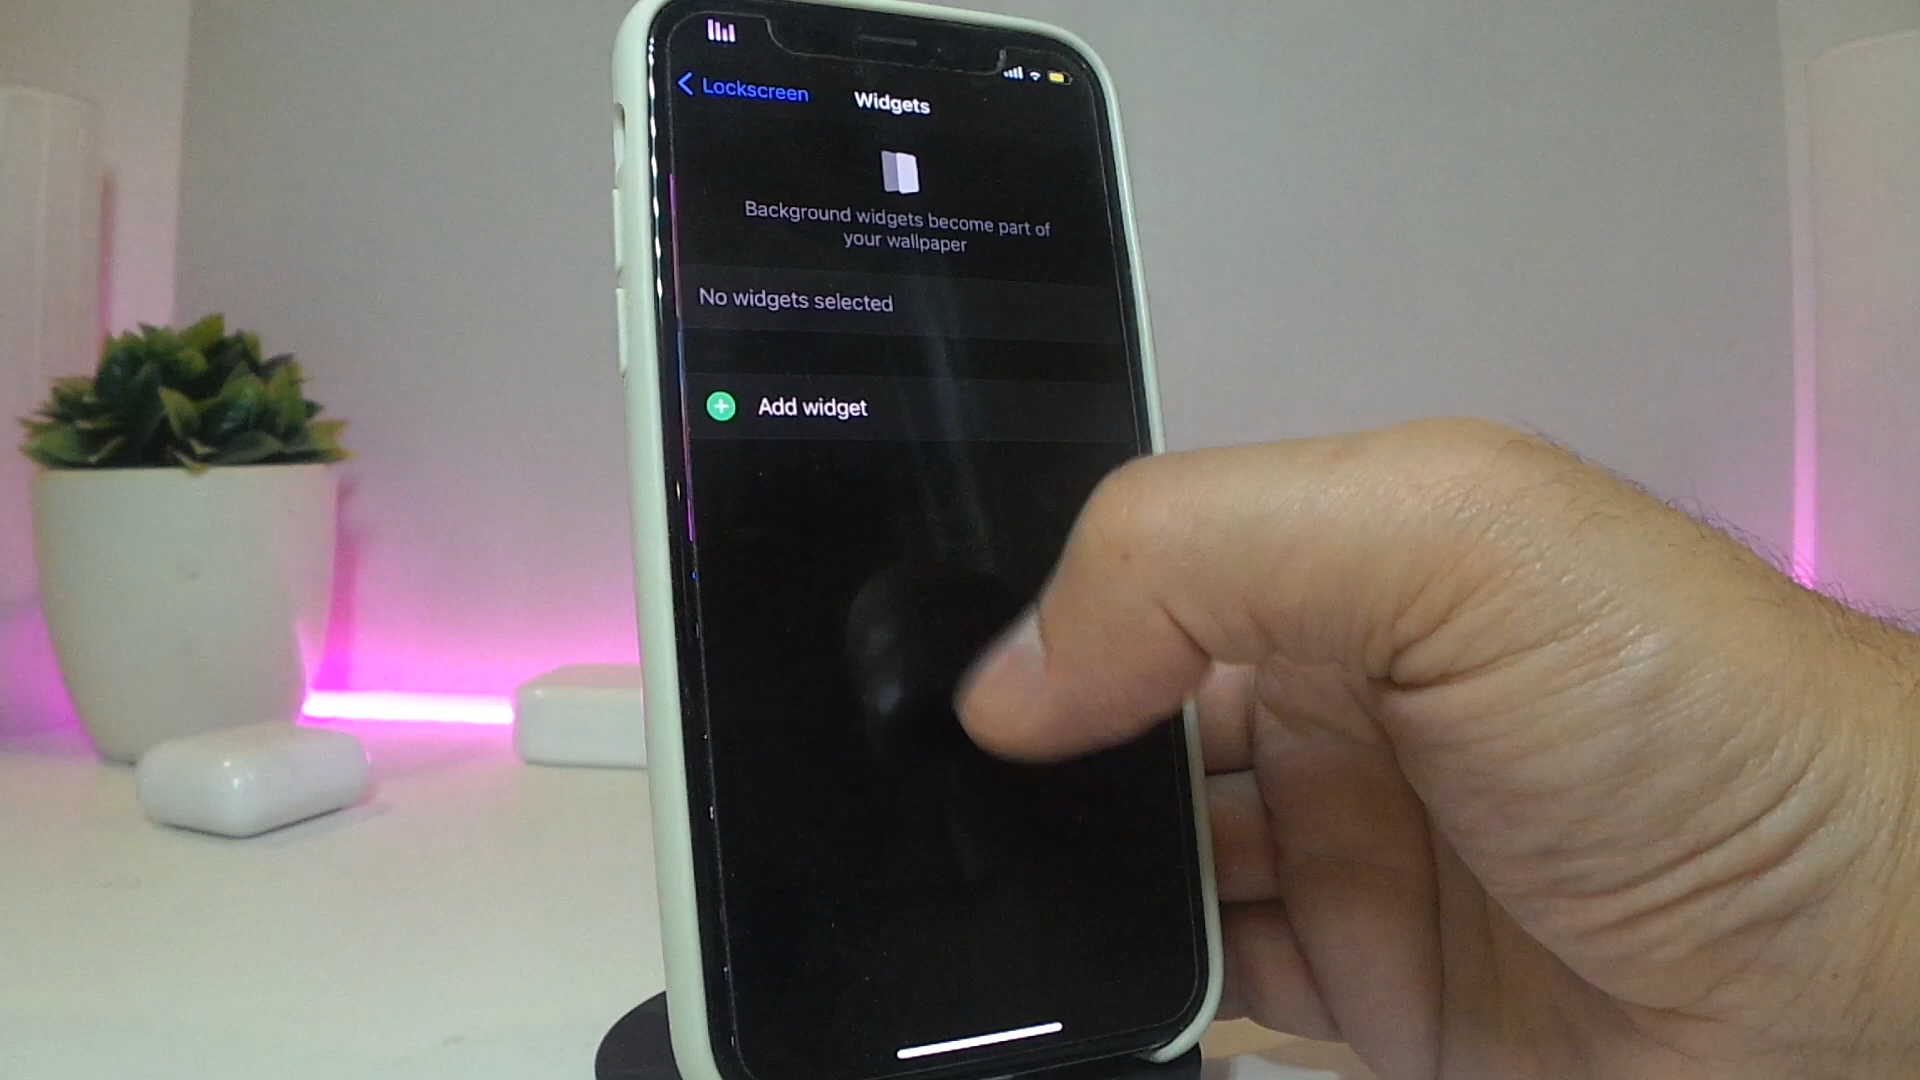 Lockscreen
Widgets
Background widgets become part of
your wallpaper
No widgets selected
Add widget